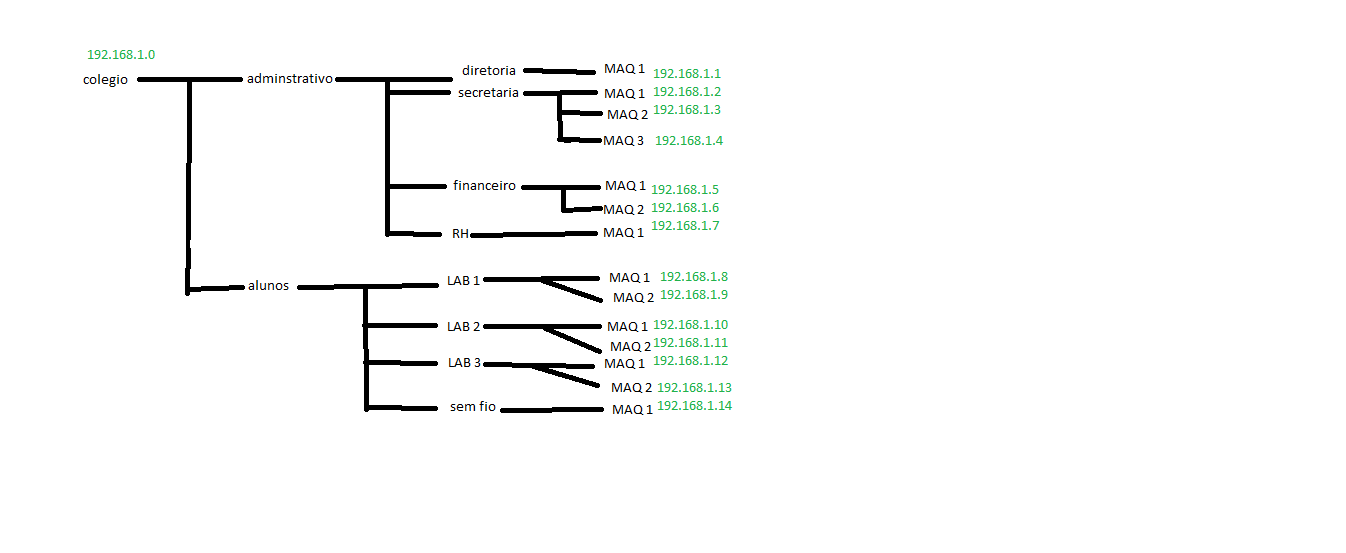 192.168.1.0
colegio
adminstrativo
diretoria
MAQ 1 192.168.1.1
secretaria
MAQ 1 192.168.1.2
MAQ 2 192.168.1.3
MAQ 3 192.168.1.4
financeiro
MAQ 1 192.168.1.5
MAQ 2 192.168.1.6
RH
MAQ 1 192.168.1.7
alunos
LAB 1
MAQ 1 192.168.1.8
MAQ 2 192.168.1.9
LAB 2
MAQ 1 192.168.1.10
MAQ 2 192.168.1.11
LAB 3
MAQ 1 192.168.1.12
MAQ 2 192.168.1.13
sem fio
MAQ 1 192.168.1.14